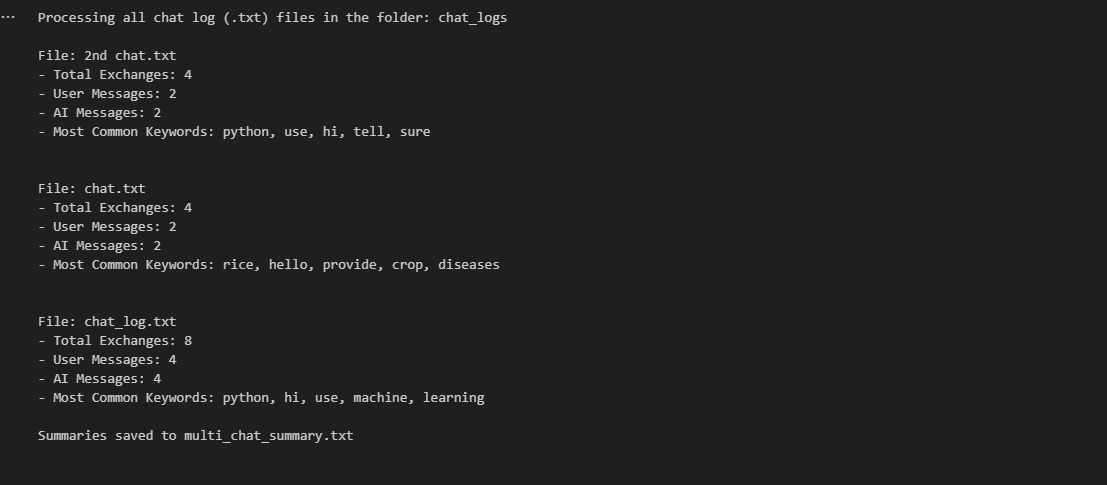 ...
Processing all chat log (.txt) files in the folder: chat_logs
File: 2nd chat.txt
- Total Exchanges: 4
- User Messages: 2
- AI Messages: 2
- Most Common Keywords: python, use, hi, tell, sure
File: chat.txt
- Total Exchanges: 4
- User Messages: 2
- AI Messages: 2
- Most Common Keywords: rice, hello, provide, crop, diseases
File: chat_log.txt
- Total Exchanges: 8
- User Messages: 4
- AI Messages: 4
- Most Common Keywords: python, hi, use, machine, learning
Summaries saved to multi_chat_summary.txt